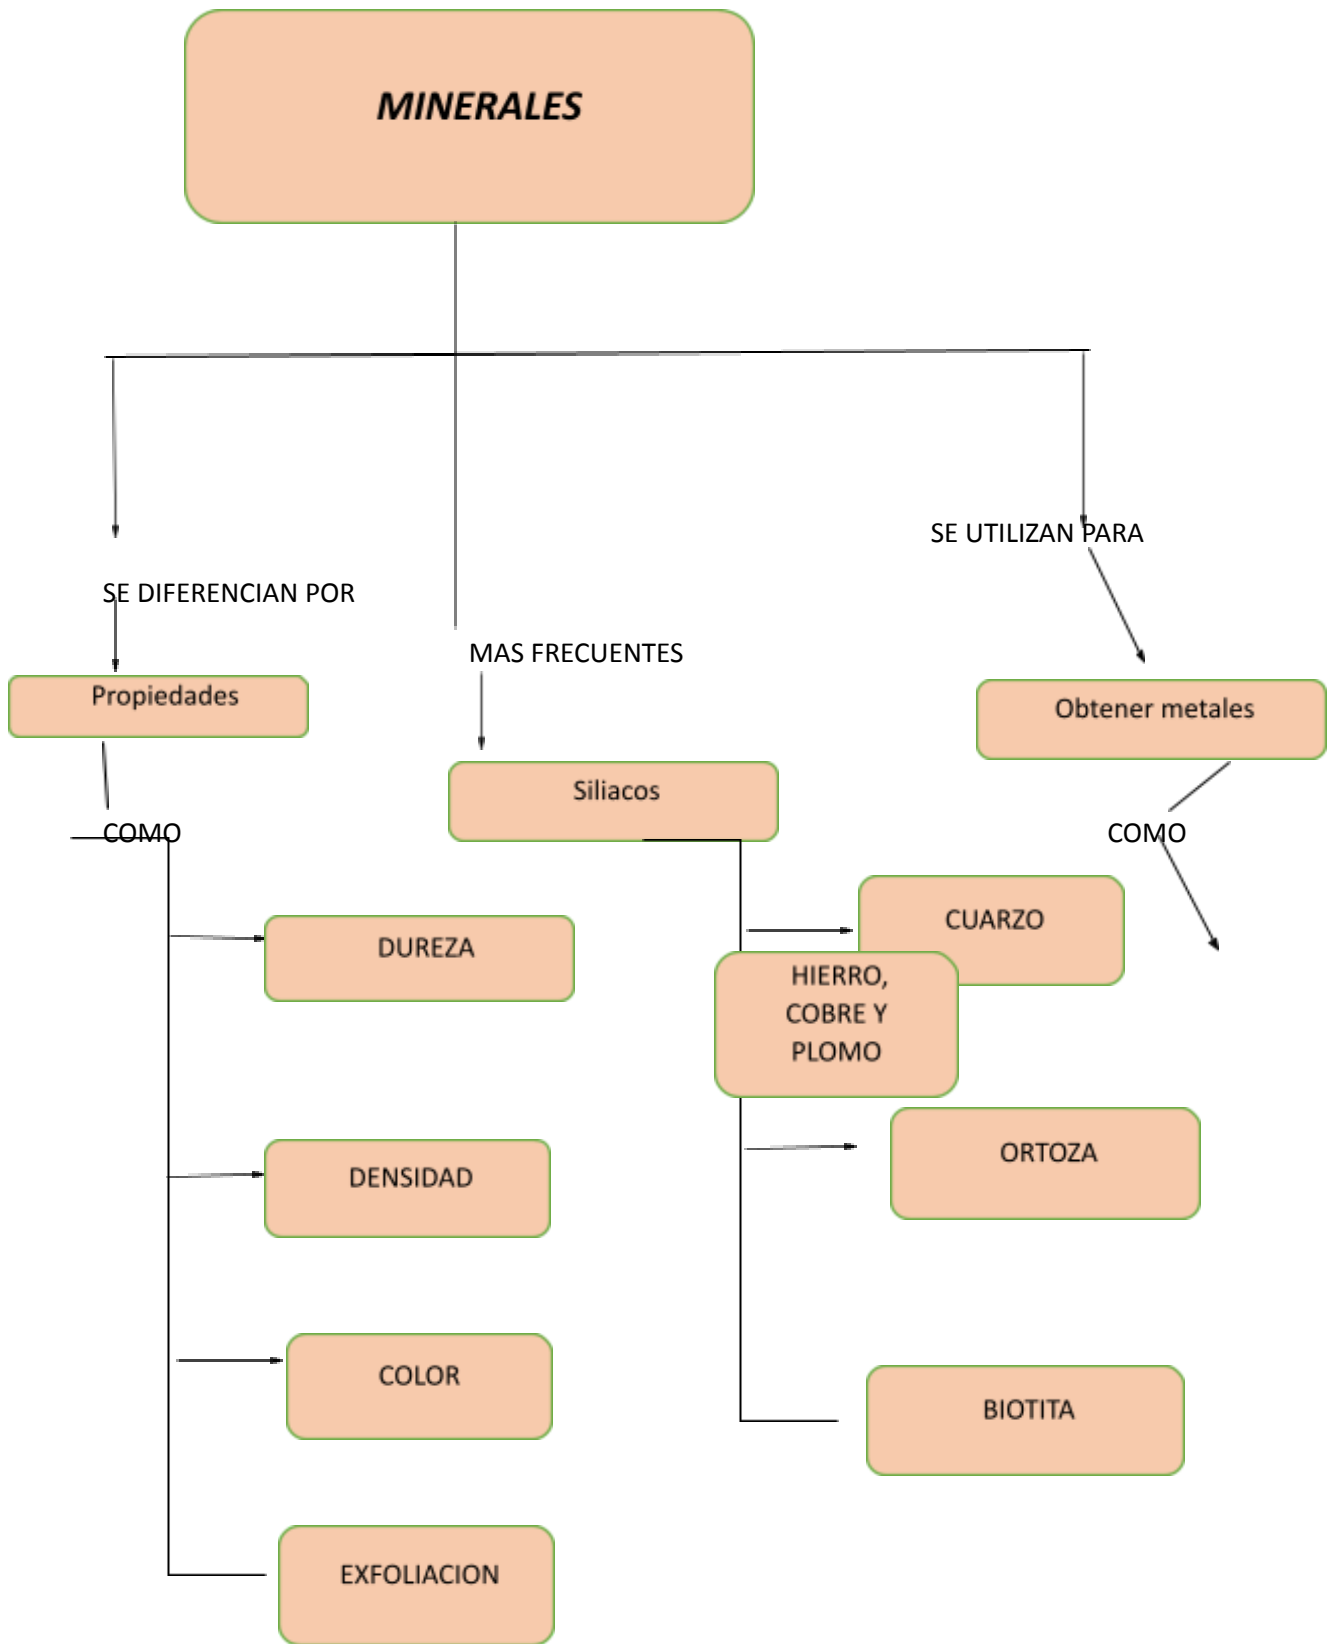 MINERALES
SE UTILIZAN PARA
SE DIFERENCIAN POR
MAS FRECUENTES
Propiedades
Obtener metales
Siliacos
COMO
COMO
CUARZO
DUREZA
HIERRO,
COBRE Y
PLOMO
ORTOZA
DENSIDAD
COLOR
BIOTITA
EXFOLIACION